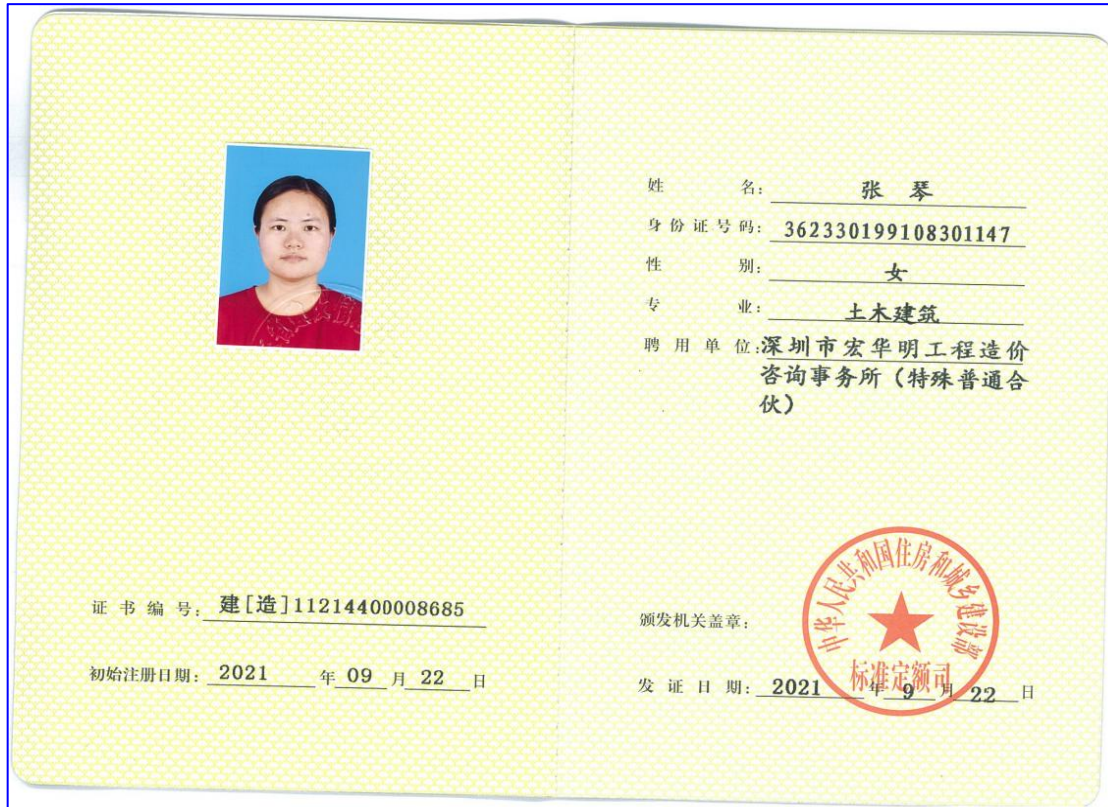 证书编号: 建[造]11214400008685
初始注册日期: 2021 年 09 月 22 日
姓名: 张琴
身份证号码: 362330199108301147
性别: 女
专业: 土木建筑
聘用单位: 深圳市宏华明工程造价
咨询事务所（特殊普通合
伙）
颁发机关盖章:
中华人民共和国住房和城乡建设部
标准定额司
发证日期: 2021 年 9 月 22 日